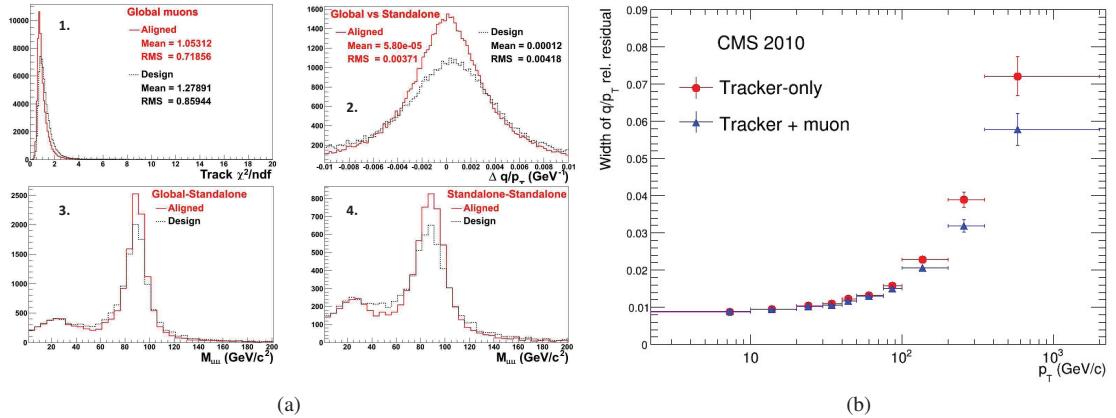 Global muons
1.
Aligned
Mean = 1.05312
RMS = 0.71856
Design
Mean = 1.27891
RMS = 0.85944
10000
8000
6000
4000
2000
0
0 2 4 6 8 10 12 14 16 18 20
Track χ²/ndf
Global vs Standalone
Aligned
Mean = 5.80e-05
RMS = 0.00371
Design
Mean = 0.00012
RMS = 0.00418
2.
1600
1400
1200
1000
800
600
400
200
0
-0.01 -0.008 -0.006 -0.004 -0.002 0 0.002 0.004 0.006 0.008 0.01
Δ q/p_T (GeV⁻¹)
Global-Standalone
3.
Aligned
Design
2500
2000
1500
1000
500
0
20 40 60 80 100 120 140 160 180 200
M_μμ (GeV/c²)
Standalone-Standalone
4.
Aligned
Design
800
700
600
500
400
300
200
100
0
20 40 60 80 100 120 140 160 180 200
M_μμ (GeV/c²)
(a)
Width of q/p_T rel. residual
0.09
0.08
0.07
0.06
0.05
0.04
0.03
0.02
0.01
0
CMS 2010
Tracker-only
Tracker + muon
10 10² 10³
p_T (GeV/c)
(b)